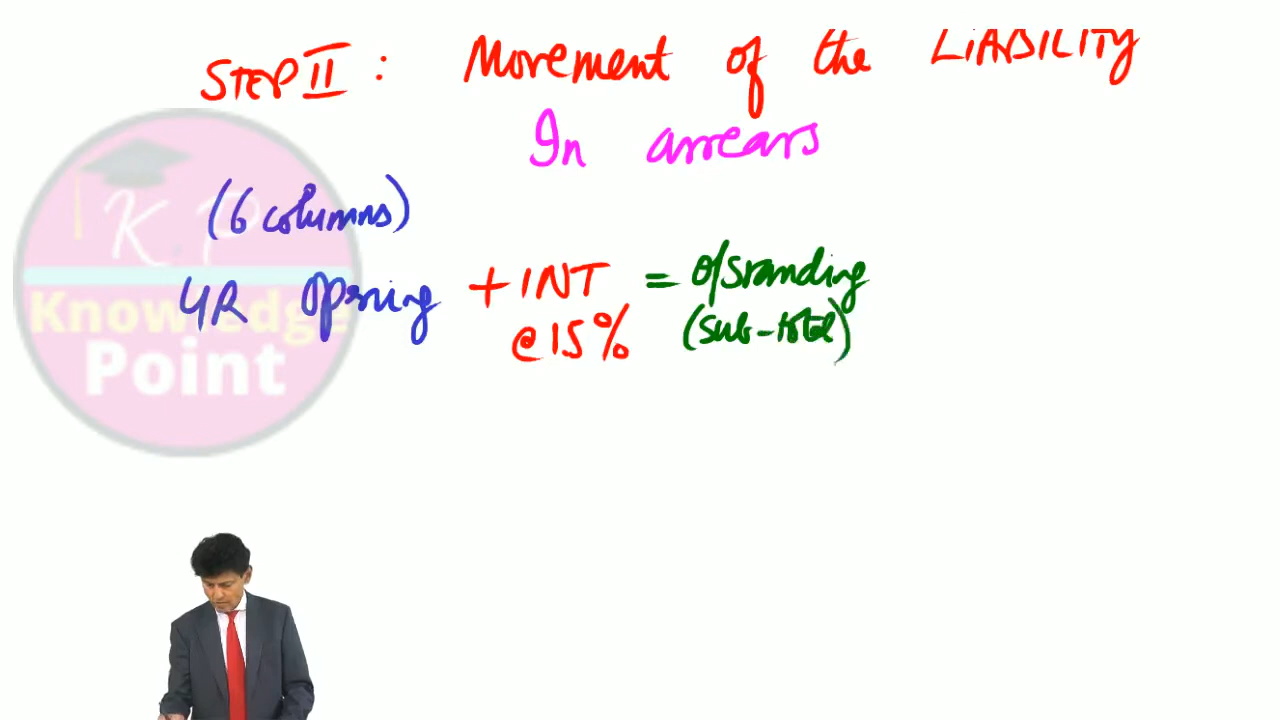 STEP II : Movement of the LIABILITY
In arrears
(6 columns)
YR Opening + INT = O/Standing
@ 15% (sub-total)
K.P
Knowledge
Point